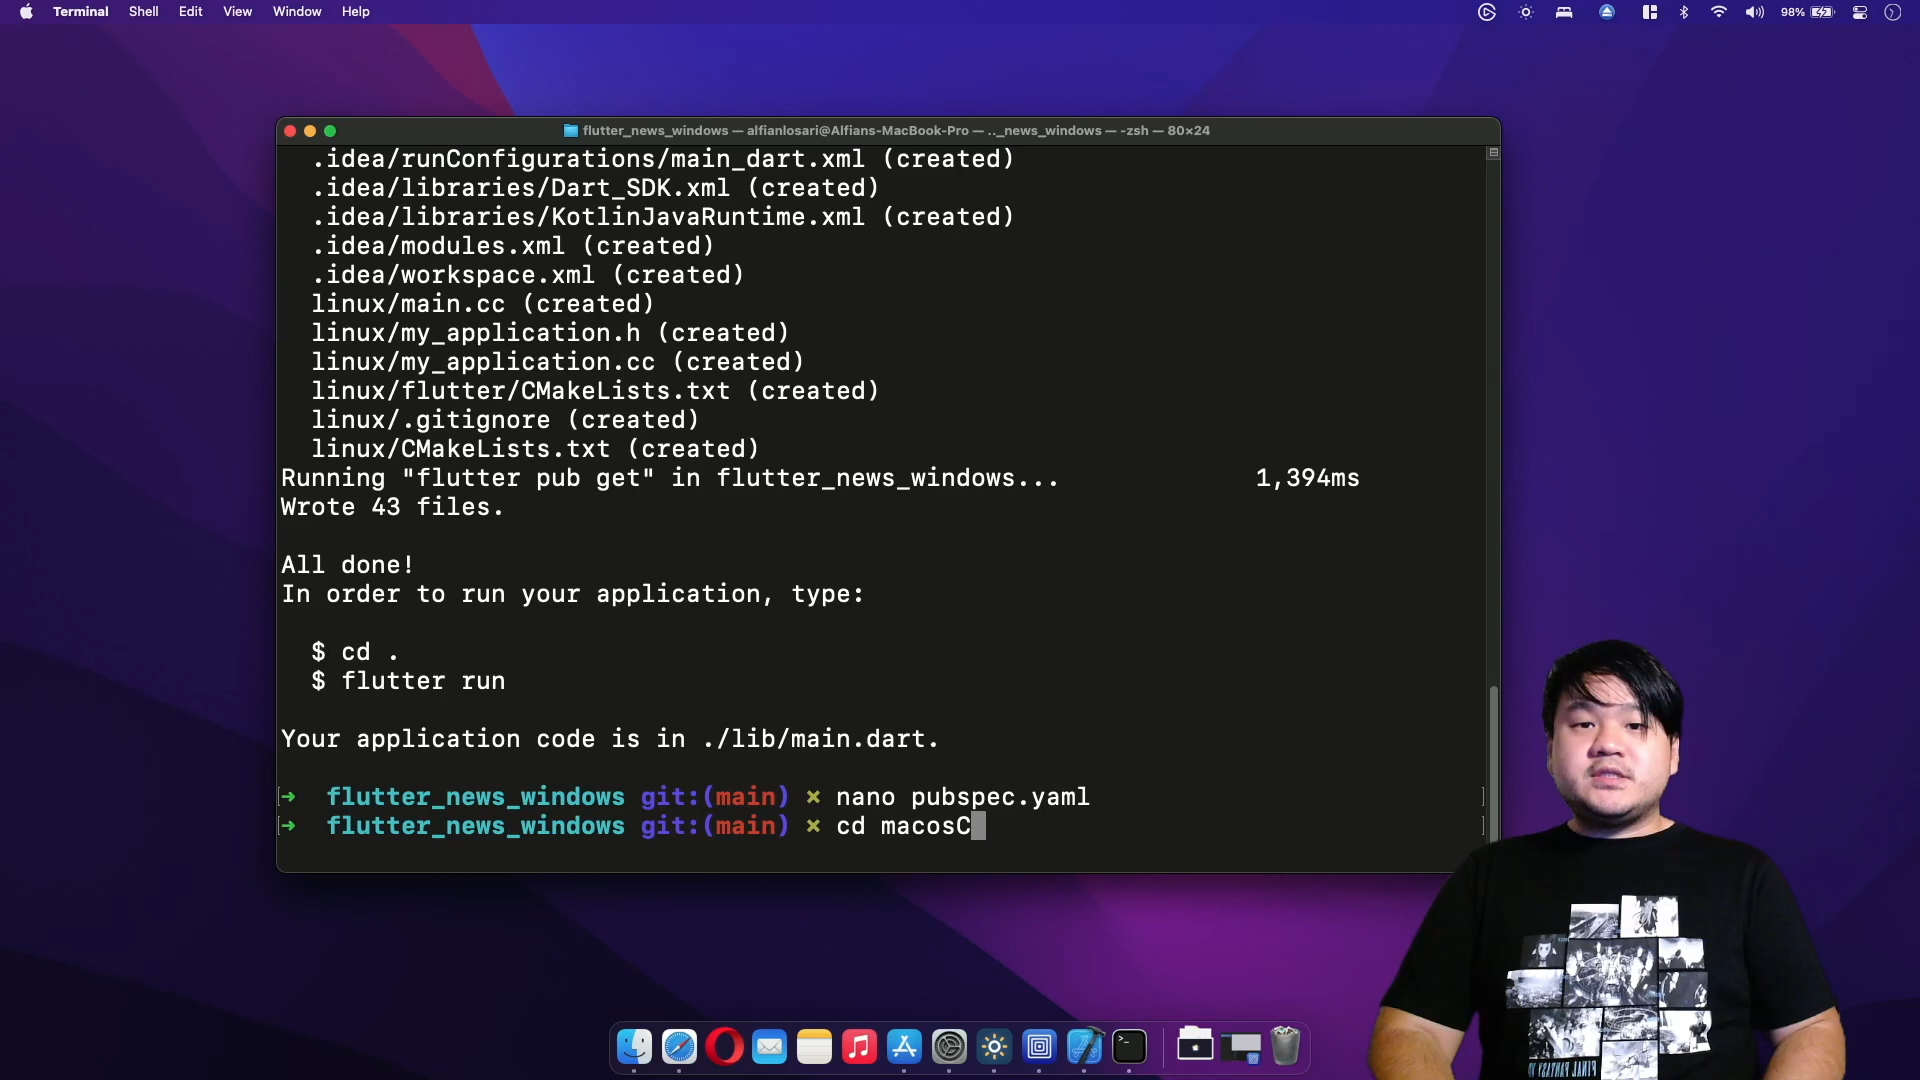 Terminal Shell Edit View Window Help 98%
flutter_news_windows — alfianlosari@Alfians-MacBook-Pro — .._news_windows — -zsh — 80×24
.idea/runConfigurations/main_dart.xml (created)
.idea/libraries/Dart_SDK.xml (created)
.idea/libraries/KotlinJavaRuntime.xml (created)
.idea/modules.xml (created)
.idea/workspace.xml (created)
linux/main.cc (created)
linux/my_application.h (created)
linux/my_application.cc (created)
linux/flutter/CMakeLists.txt (created)
linux/.gitignore (created)
linux/CMakeLists.txt (created)
Running "flutter pub get" in flutter_news_windows... 1,394ms
Wrote 43 files.
All done!
In order to run your application, type:
$ cd .
$ flutter run
Your application code is in ./lib/main.dart.
[➜ flutter_news_windows git:(main) × nano pubspec.yaml ]
[➜ flutter_news_windows git:(main) × cd macosC ]